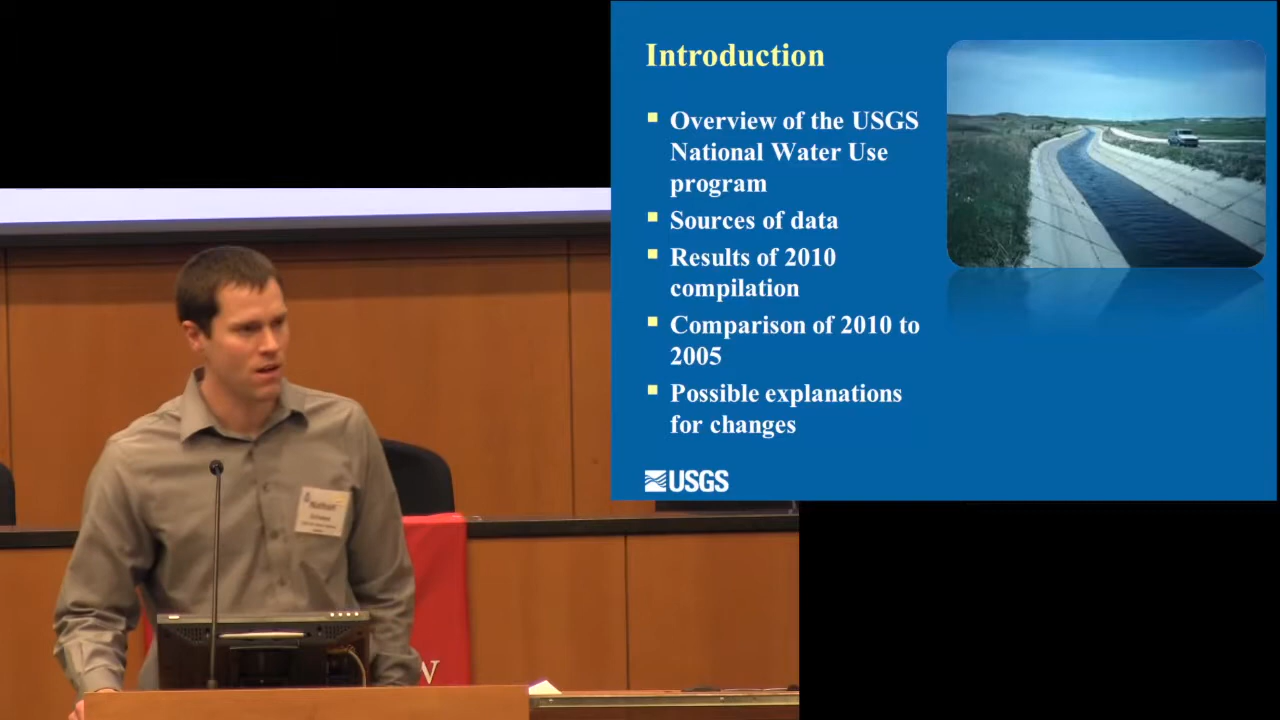 Introduction
Overview of the USGS
National Water Use
program
Sources of data
Results of 2010
compilation
Comparison of 2010 to
2005
Possible explanations
for changes
USGS
W